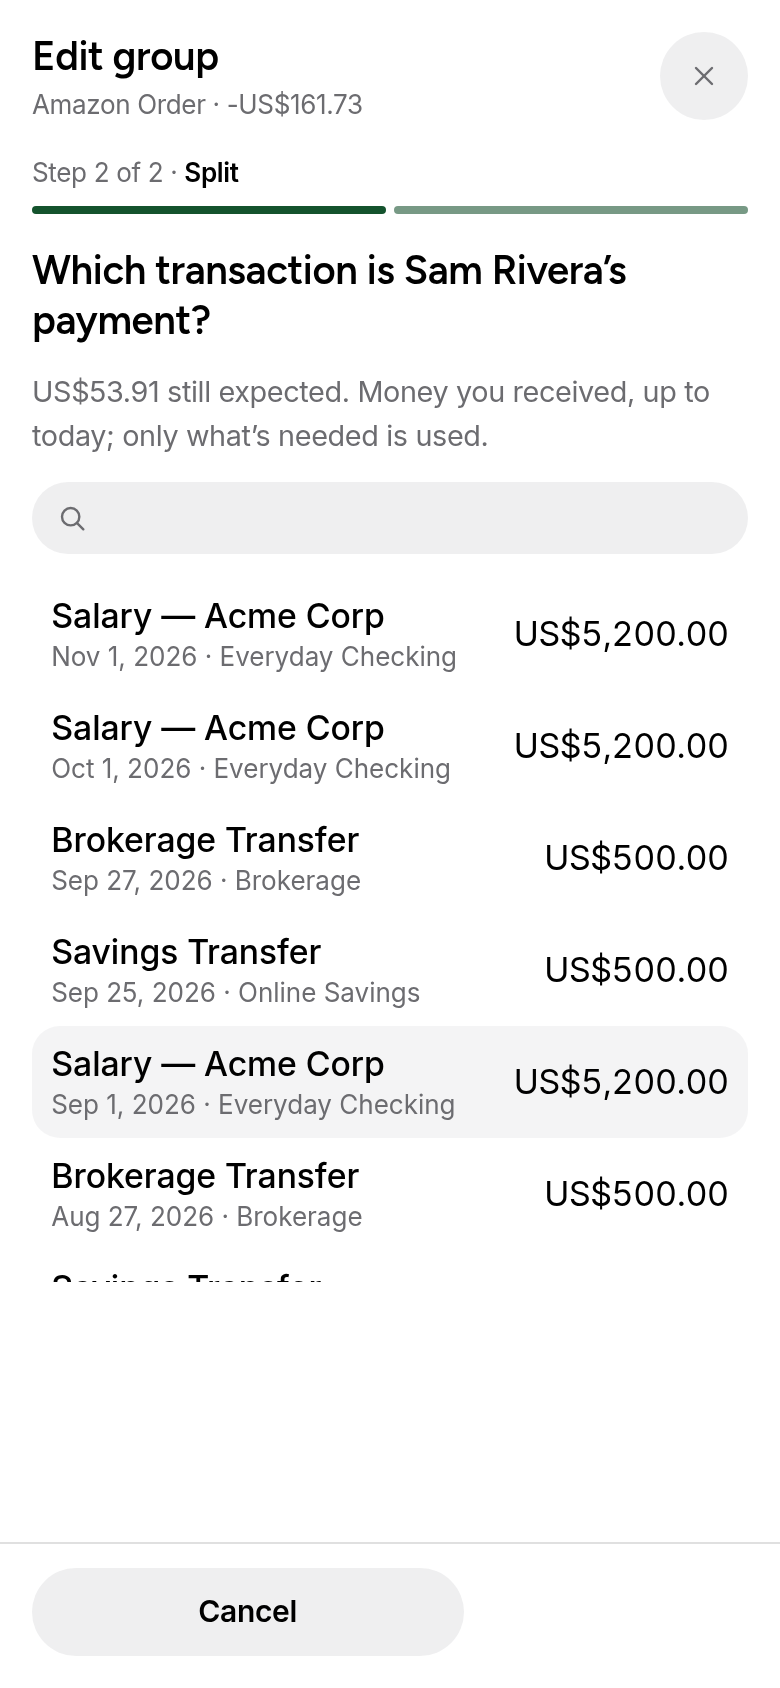 Edit group
Amazon Order · -US$161.73
Step 2 of 2 · Split
Which transaction is Sam Rivera’s
payment?
US$53.91 still expected. Money you received, up to
today; only what’s needed is used.
Salary — Acme Corp
US$5,200.00
Nov 1, 2026 · Everyday Checking
Salary — Acme Corp
US$5,200.00
Oct 1, 2026 · Everyday Checking
Brokerage Transfer
US$500.00
Sep 27, 2026 · Brokerage
Savings Transfer
US$500.00
Sep 25, 2026 · Online Savings
Salary — Acme Corp
US$5,200.00
Sep 1, 2026 · Everyday Checking
Brokerage Transfer
US$500.00
Aug 27, 2026 · Brokerage
Savings Transfer
Cancel